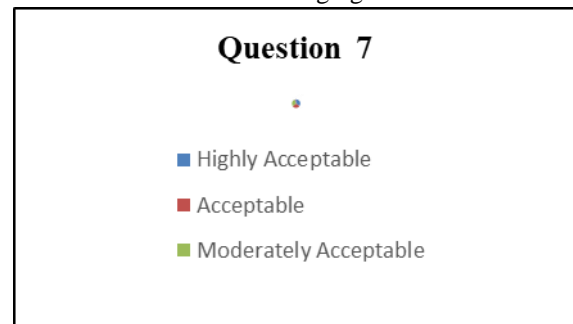 Question 7
Highly Acceptable
Acceptable
Moderately Acceptable